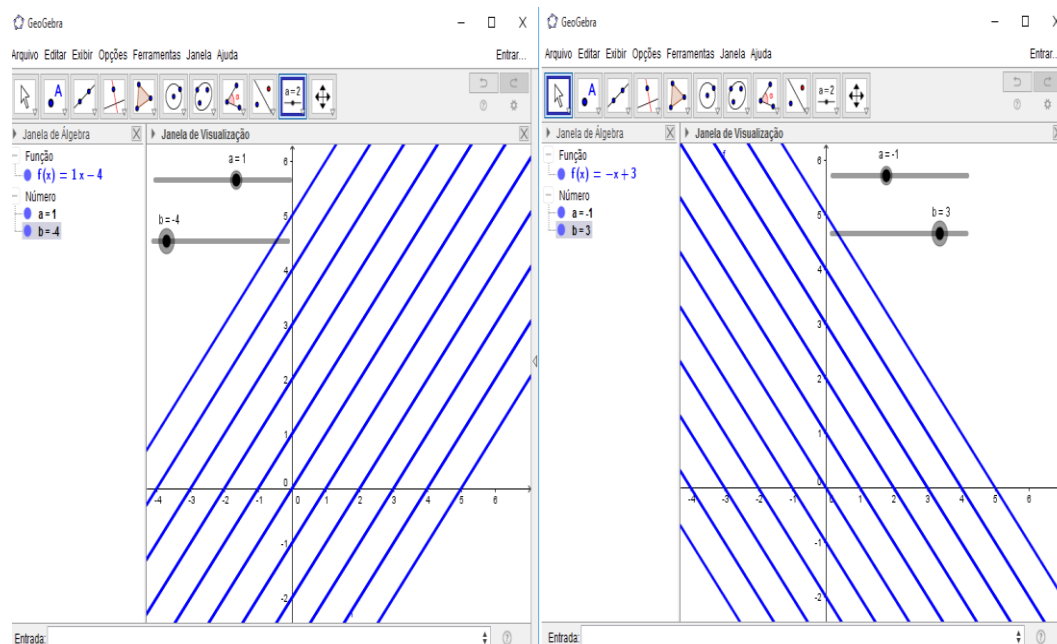 GeoGebra
Arquivo Editar Exibir Opções Ferramentas Janela Ajuda Entrar...
A a=2
Janela de Álgebra
Janela de Visualização
Função
f(x) = 1 x − 4
Número
a = 1
b = -4
a = 1
b = -4
6
5
4
3
2
1
0
-4 -3 -2 -1 0 1 2 3 4 5 6
-1
-2
Entrada:
GeoGebra
Arquivo Editar Exibir Opções Ferramentas Janela Ajuda Entrar...
A a=2
Janela de Álgebra
Janela de Visualização
Função
f(x) = −x + 3
Número
a = -1
b = 3
f
a = -1
b = 3
6
5
4
3
2
1
0
-4 -3 -2 -1 0 1 2 3 4 5 6
-1
-2
Entrada: